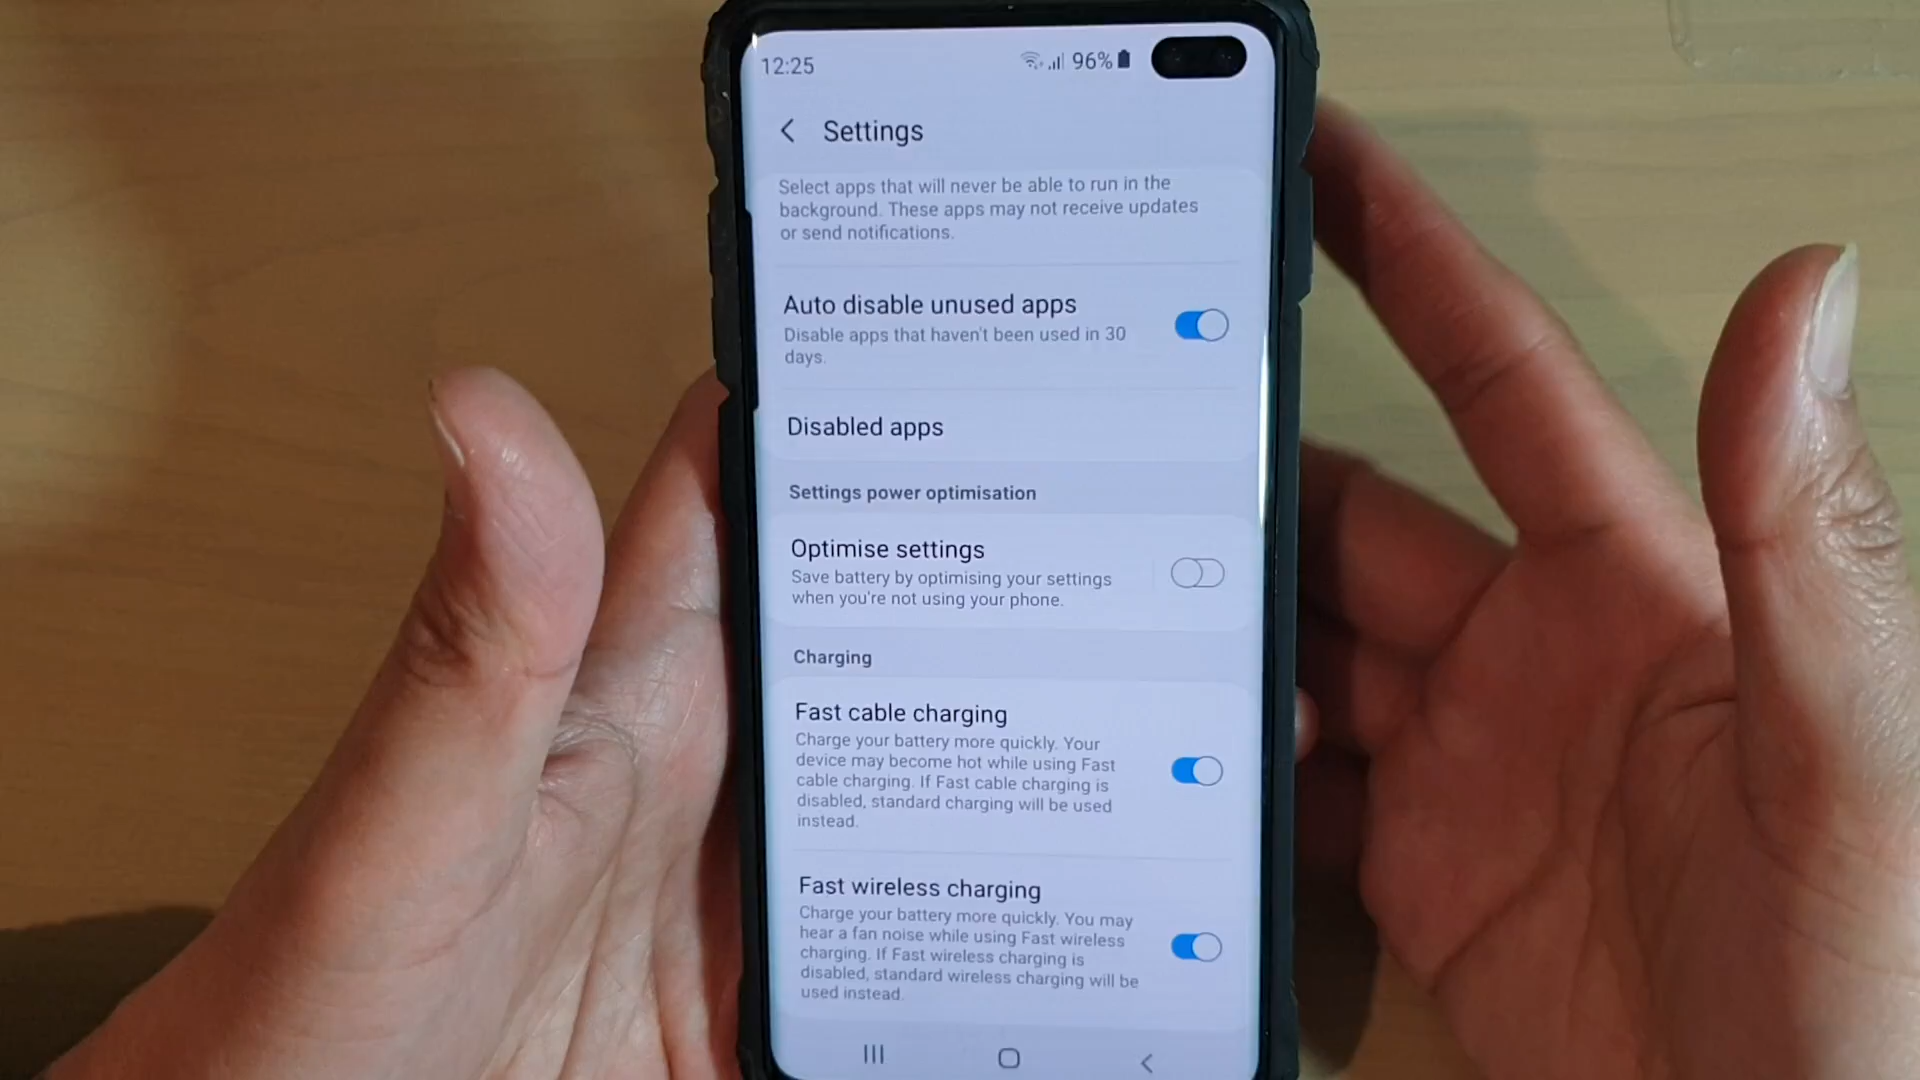 12:25
96%
Settings
Select apps that will never be able to run in the
background. These apps may not receive updates
or send notifications.
Auto disable unused apps
Disable apps that haven't been used in 30
days.
Disabled apps
Settings power optimisation
Optimise settings
Save battery by optimising your settings
when you're not using your phone.
Charging
Fast cable charging
Charge your battery more quickly. Your
device may become hot while using Fast
cable charging. If Fast cable charging is
disabled, standard charging will be used
instead.
Fast wireless charging
Charge your battery more quickly. You may
hear a fan noise while using Fast wireless
charging. If Fast wireless charging is
disabled, standard wireless charging will be
used instead.